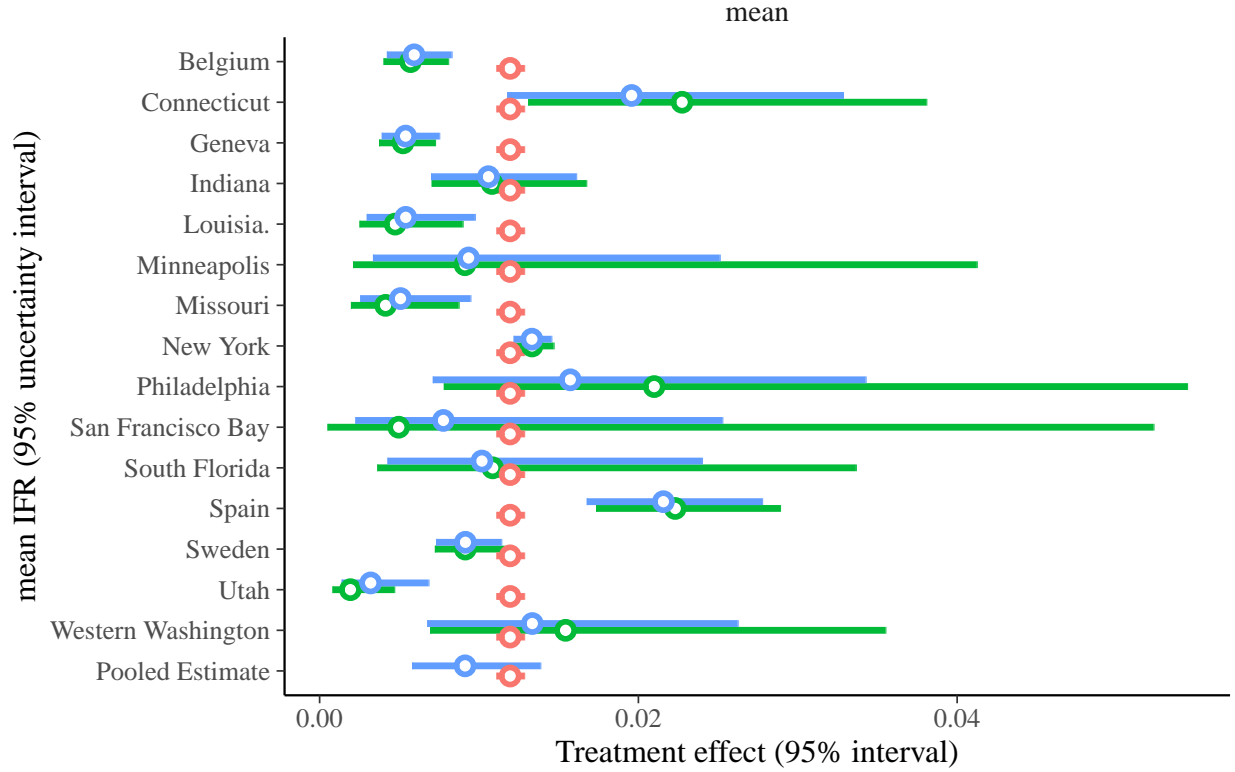 mean
mean IFR (95% uncertainty interval)
Belgium
Connecticut
Geneva
Indiana
Louisia.
Minneapolis
Missouri
New York
Philadelphia
San Francisco Bay
South Florida
Spain
Sweden
Utah
Western Washington
Pooled Estimate
0.00 0.02 0.04
Treatment effect (95% interval)